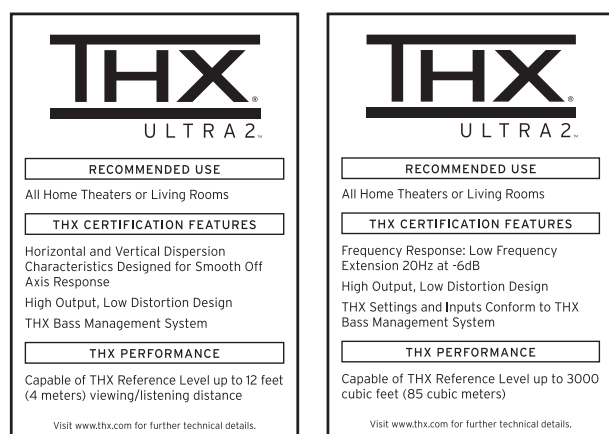 THX®
ULTRA2™
RECOMMENDED USE
All Home Theaters or Living Rooms
THX CERTIFICATION FEATURES
Horizontal and Vertical Dispersion
Characteristics Designed for Smooth Off
Axis Response
High Output, Low Distortion Design
THX Bass Management System
THX PERFORMANCE
Capable of THX Reference Level up to 12 feet
(4 meters) viewing/listening distance
Visit www.thx.com for further technical details.
THX®
ULTRA2™
RECOMMENDED USE
All Home Theaters or Living Rooms
THX CERTIFICATION FEATURES
Frequency Response: Low Frequency
Extension 20Hz at -6dB
High Output, Low Distortion Design
THX Settings and Inputs Conform to THX
Bass Management System
THX PERFORMANCE
Capable of THX Reference Level up to 3000
cubic feet (85 cubic meters)
Visit www.thx.com for further technical details.